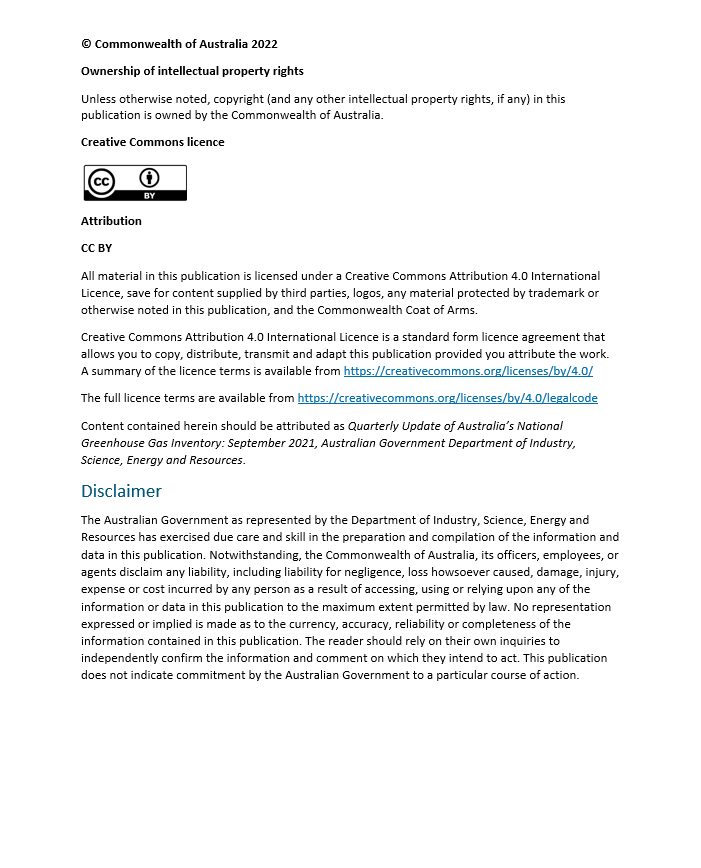 © Commonwealth of Australia 2022
Ownership of intellectual property rights
Unless otherwise noted, copyright (and any other intellectual property rights, if any) in this
publication is owned by the Commonwealth of Australia.
Creative Commons licence
cc
BY
Attribution
CC BY
All material in this publication is licensed under a Creative Commons Attribution 4.0 International
Licence, save for content supplied by third parties, logos, any material protected by trademark or
otherwise noted in this publication, and the Commonwealth Coat of Arms.
Creative Commons Attribution 4.0 International Licence is a standard form licence agreement that
allows you to copy, distribute, transmit and adapt this publication provided you attribute the work.
A summary of the licence terms is available from https://creativecommons.org/licenses/by/4.0/
The full licence terms are available from https://creativecommons.org/licenses/by/4.0/legalcode
Content contained herein should be attributed as Quarterly Update of Australia’s National
Greenhouse Gas Inventory: September 2021, Australian Government Department of Industry,
Science, Energy and Resources.
Disclaimer
The Australian Government as represented by the Department of Industry, Science, Energy and
Resources has exercised due care and skill in the preparation and compilation of the information and
data in this publication. Notwithstanding, the Commonwealth of Australia, its officers, employees, or
agents disclaim any liability, including liability for negligence, loss howsoever caused, damage, injury,
expense or cost incurred by any person as a result of accessing, using or relying upon any of the
information or data in this publication to the maximum extent permitted by law. No representation
expressed or implied is made as to the currency, accuracy, reliability or completeness of the
information contained in this publication. The reader should rely on their own inquiries to
independently confirm the information and comment on which they intend to act. This publication
does not indicate commitment by the Australian Government to a particular course of action.